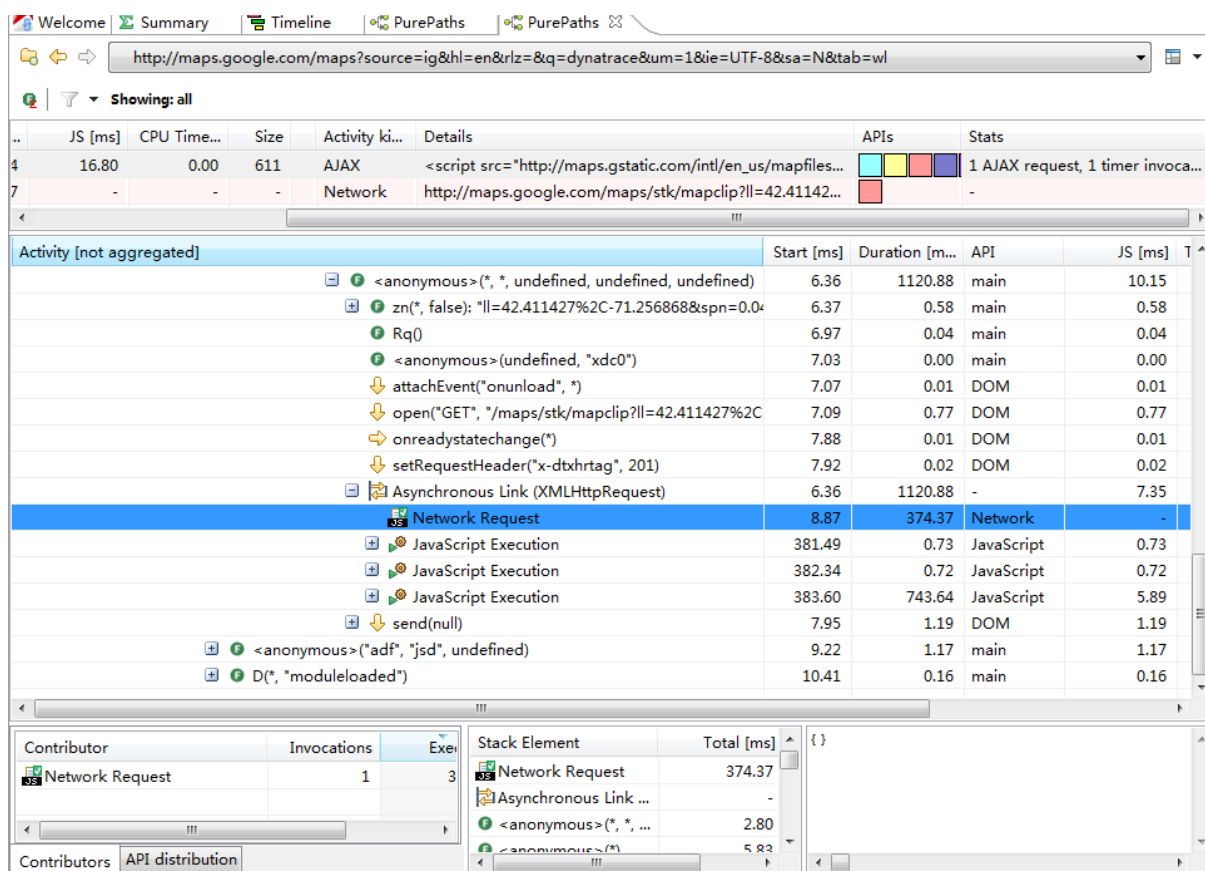 Welcome Summary Timeline PurePaths PurePaths
http://maps.google.com/maps?source=ig&hl=en&rlz=&q=dynatrace&um=1&ie=UTF-8&sa=N&tab=wl
Showing: all
.. JS [ms] CPU Time... Size Activity ki... Details APIs Stats
4 16.80 0.00 611 AJAX <script src="http://maps.gstatic.com/intl/en_us/mapfiles... 1 AJAX request, 1 timer invoca...
7 - - - Network http://maps.google.com/maps/stk/mapclip?ll=42.41142... -
Activity [not aggregated] Start [ms] Duration [m... API JS [ms] T
<anonymous>(*, *, undefined, undefined, undefined) 6.36 1120.88 main 10.15
zn(*, false): "ll=42.411427%2C-71.256868&spn=0.04 6.37 0.58 main 0.58
Rq() 6.97 0.04 main 0.04
<anonymous>(undefined, "xdc0") 7.03 0.00 main 0.00
attachEvent("onunload", *) 7.07 0.01 DOM 0.01
open("GET", "/maps/stk/mapclip?ll=42.411427%2C 7.09 0.77 DOM 0.77
onreadystatechange(*) 7.88 0.01 DOM 0.01
setRequestHeader("x-dtxhrtag", 201) 7.92 0.02 DOM 0.02
Asynchronous Link (XMLHttpRequest) 6.36 1120.88 - 7.35
Network Request 8.87 374.37 Network -
JavaScript Execution 381.49 0.73 JavaScript 0.73
JavaScript Execution 382.34 0.72 JavaScript 0.72
JavaScript Execution 383.60 743.64 JavaScript 5.89
send(null) 7.95 1.19 DOM 1.19
<anonymous>("adf", "jsd", undefined) 9.22 1.17 main 1.17
D(*, "moduleloaded") 10.41 0.16 main 0.16
Contributor Invocations Exe
Network Request 1 3
Contributors API distribution
Stack Element Total [ms]
Network Request 374.37
Asynchronous Link ... -
<anonymous>(*, *, ... 2.80
<anonymous>(*) 5.83
{ }